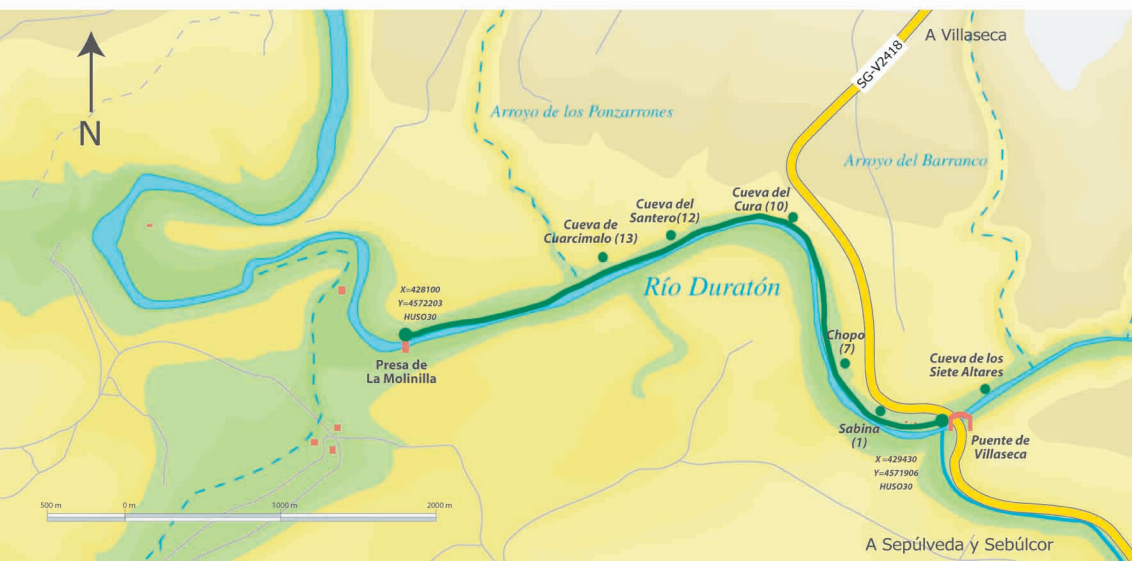 A Villaseca
SG-V2418
N
Arroyo de los Ponzarrones
Arroyo del Barranco
Cueva del
Cura (10)
Cueva del
Santero(12)
Cueva de
Cuarcimalo (13)
Río Duratón
X=428100
Y=4572203
HUSO30
Presa de
La Molinilla
Chopo
(7)
Cueva de los
Siete Altares
Sabina
(1)
Puente de
Villaseca
X =429430
Y=4571906
HUSO30
500 m
0 m
1000 m
2000 m
A Sepúlveda y Sebúlcor